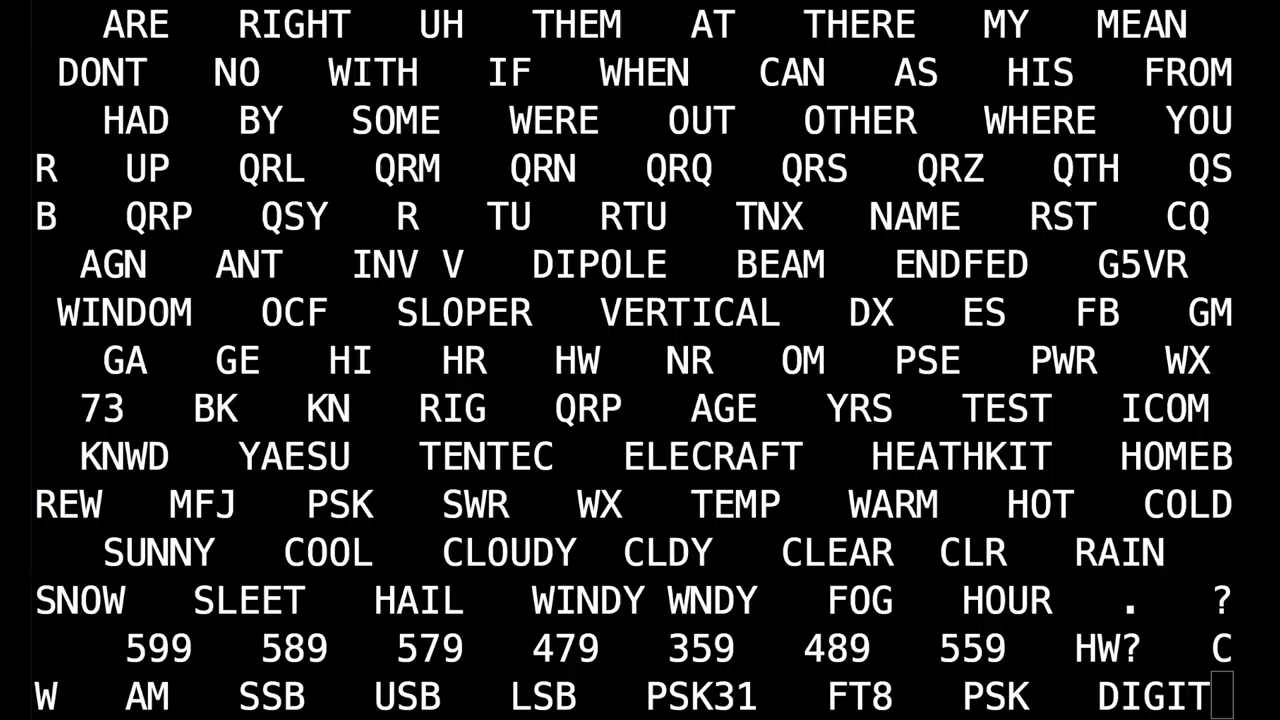 ARE RIGHT UH THEM AT THERE MY MEAN
DONT NO WITH IF WHEN CAN AS HIS FROM
HAD BY SOME WERE OUT OTHER WHERE YOU
R UP QRL QRM QRN QRQ QRS QRZ QTH QS
B QRP QSY R TU RTU TNX NAME RST CQ
AGN ANT INV V DIPOLE BEAM ENDFED G5VR
WINDOM OCF SLOPER VERTICAL DX ES FB GM
GA GE HI HR HW NR OM PSE PWR WX
73 BK KN RIG QRP AGE YRS TEST ICOM
KNWD YAESU TENTEC ELECRAFT HEATHKIT HOMEB
REW MFJ PSK SWR WX TEMP WARM HOT COLD
SUNNY COOL CLOUDY CLDY CLEAR CLR RAIN
SNOW SLEET HAIL WINDY WNDY FOG HOUR . ?
599 589 579 479 359 489 559 HW? C
W AM SSB USB LSB PSK31 FT8 PSK DIGIT